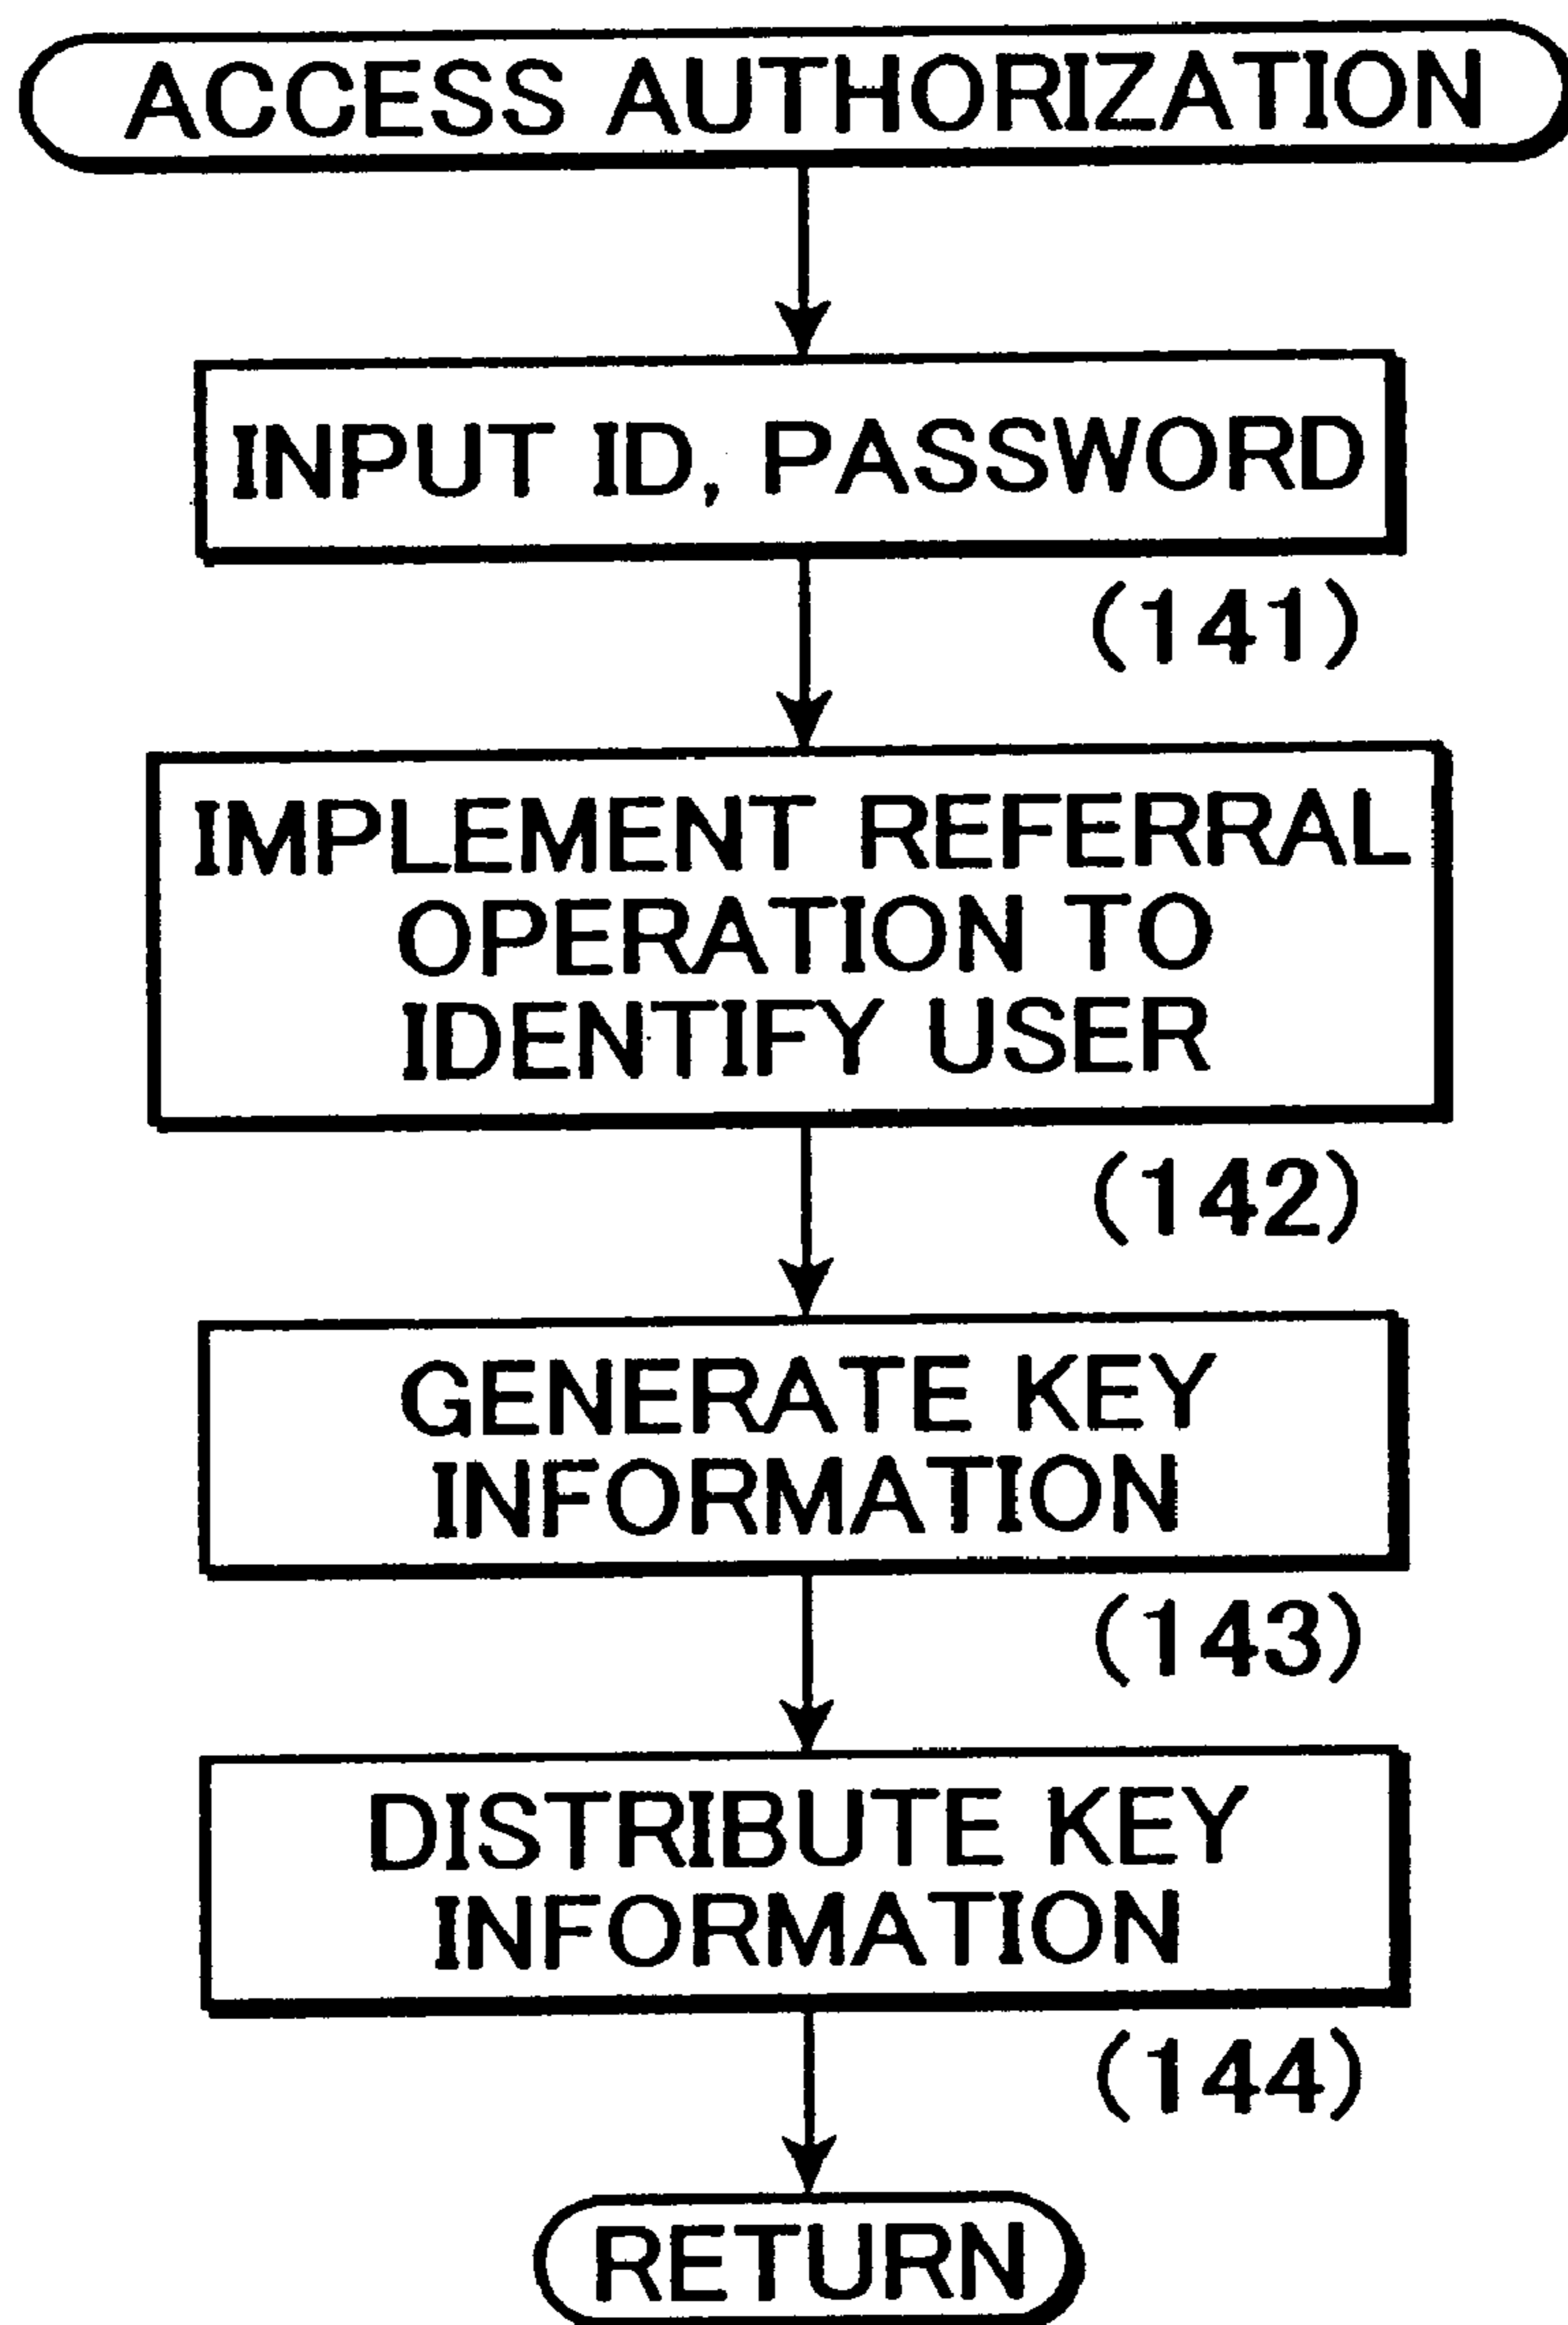 ACCESS AUTHORIZATION
INPUT ID, PASSWORD
(141)
IMPLEMENT REFERRAL
OPERATION TO
IDENTIFY USER
(142)
GENERATE KEY
INFORMATION
(143)
DISTRIBUTE KEY
INFORMATION
(144)
RETURN